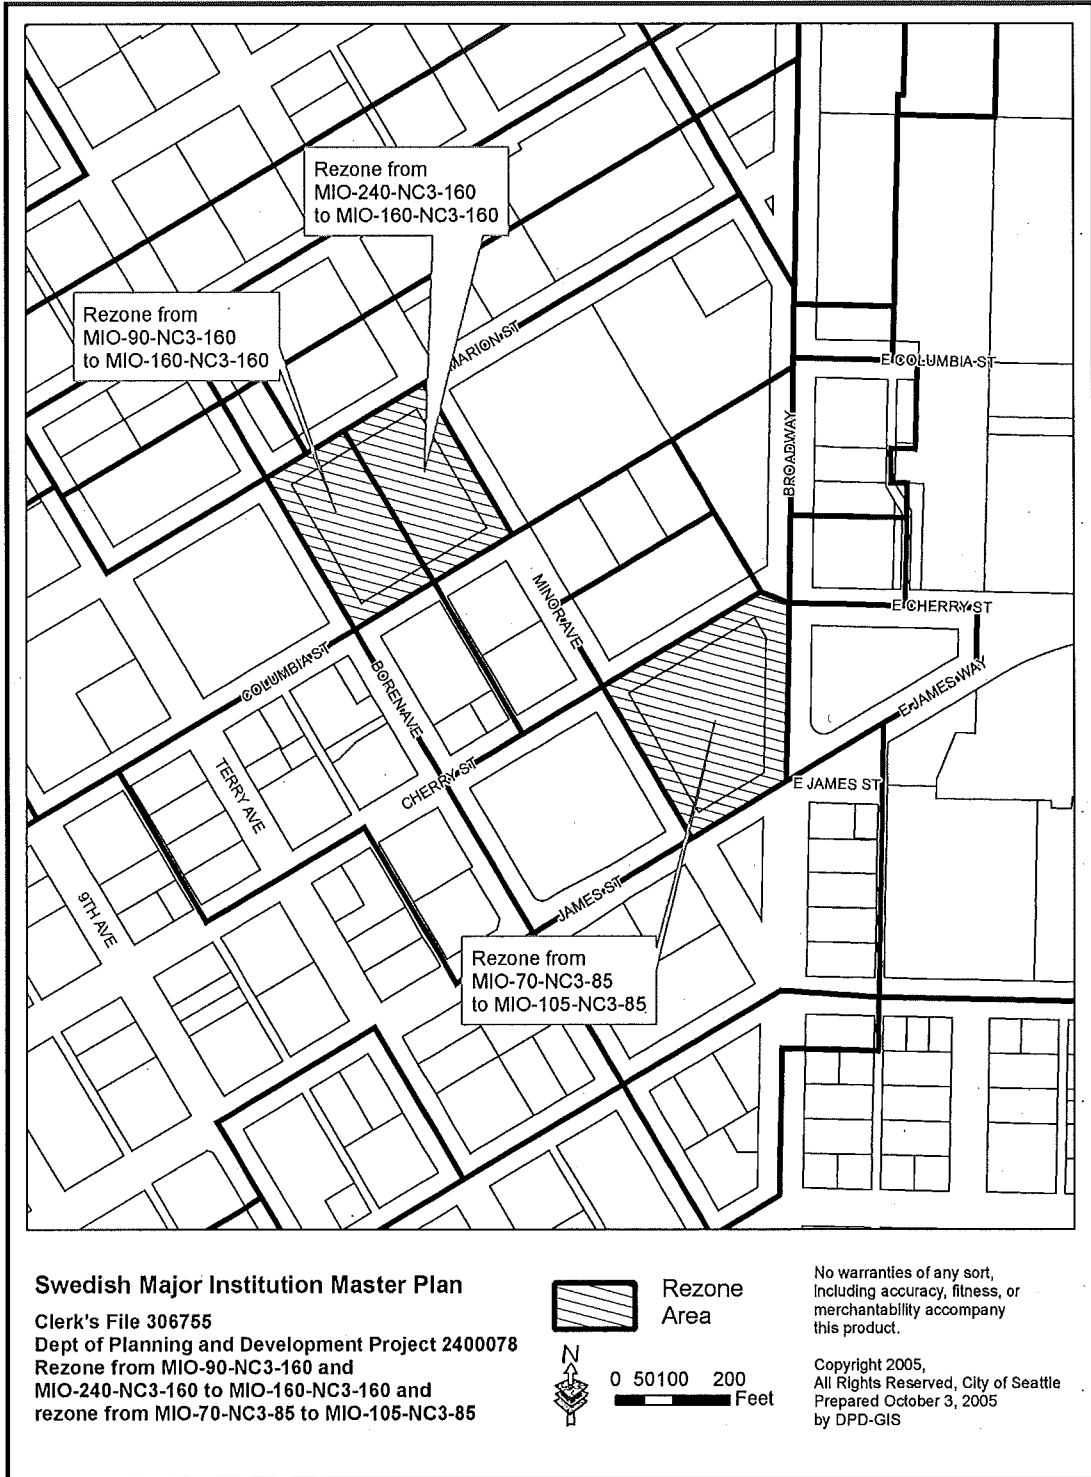 Rezone from
MIO-240-NC3-160
to MIO-160-NC3-160
Rezone from
MIO-90-NC3-160
to MIO-160-NC3-160
MARION ST
E COLUMBIA ST
BROADWAY
MINOR AVE
E CHERRY ST
COLUMBIA ST
BOREN AVE
E JAMES WAY
TERRY AVE
CHERRY ST
E JAMES ST
JAMES ST
9TH AVE
Rezone from
MIO-70-NC3-85
to MIO-105-NC3-85
Swedish Major Institution Master Plan
Clerk's File 306755
Dept of Planning and Development Project 2400078
Rezone from MIO-90-NC3-160 and
MIO-240-NC3-160 to MIO-160-NC3-160 and
rezone from MIO-70-NC3-85 to MIO-105-NC3-85
Rezone
Area
N
0 50100 200
Feet
No warranties of any sort,
including accuracy, fitness, or
merchantability accompany
this product.
Copyright 2005,
All Rights Reserved, City of Seattle
Prepared October 3, 2005
by DPD-GIS